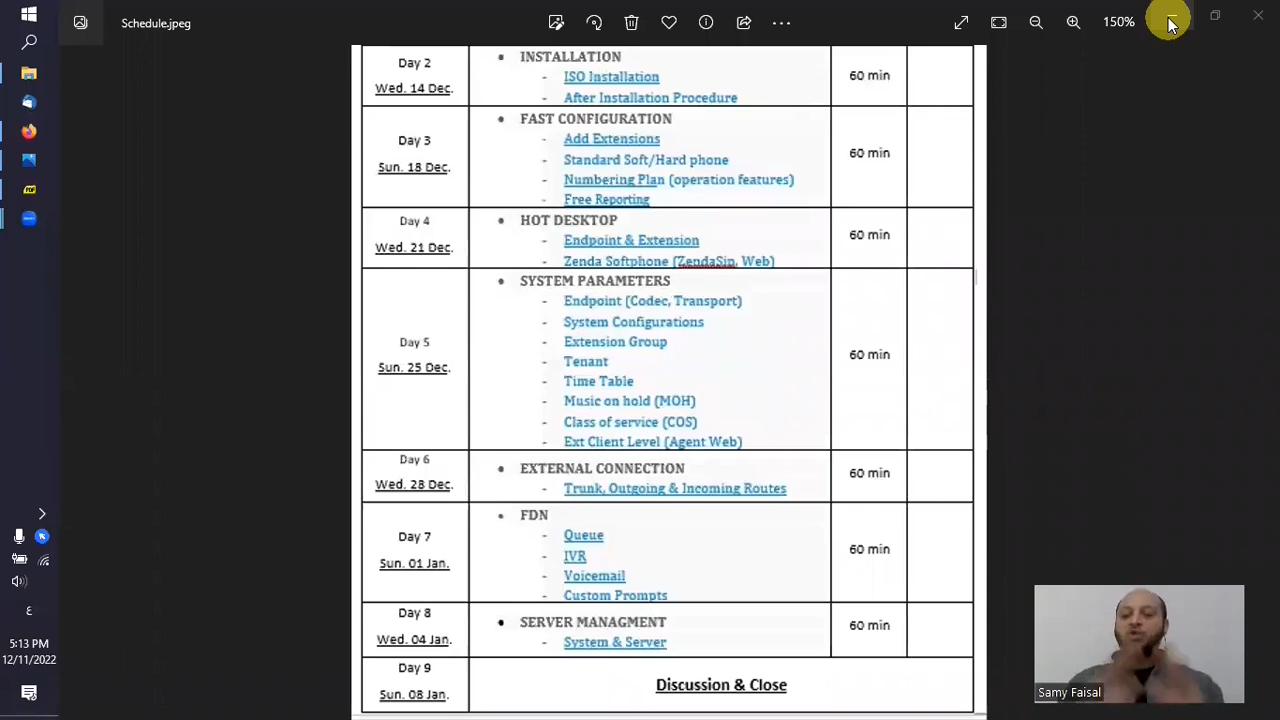 Schedule.jpeg
150%
Day 2
Wed. 14 Dec.
• INSTALLATION
- ISO Installation
- After Installation Procedure
60 min
Day 3
Sun. 18 Dec.
• FAST CONFIGURATION
- Add Extensions
- Standard Soft/Hard phone
- Numbering Plan (operation features)
- Free Reporting
60 min
Day 4
Wed. 21 Dec.
• HOT DESKTOP
- Endpoint & Extension
- Zenda Softphone (ZendaSip, Web)
60 min
Day 5
Sun. 25 Dec.
• SYSTEM PARAMETERS
- Endpoint (Codec, Transport)
- System Configurations
- Extension Group
- Tenant
- Time Table
- Music on hold (MOH)
- Class of service (COS)
- Ext Client Level (Agent Web)
60 min
Day 6
Wed. 28 Dec.
• EXTERNAL CONNECTION
- Trunk, Outgoing & Incoming Routes
60 min
Day 7
Sun. 01 Jan.
• FDN
- Queue
- IVR
- Voicemail
- Custom Prompts
60 min
Day 8
Wed. 04 Jan.
• SERVER MANAGMENT
- System & Server
60 min
Day 9
Sun. 08 Jan.
Discussion & Close
ع
5:13 PM
12/11/2022
Samy Faisal